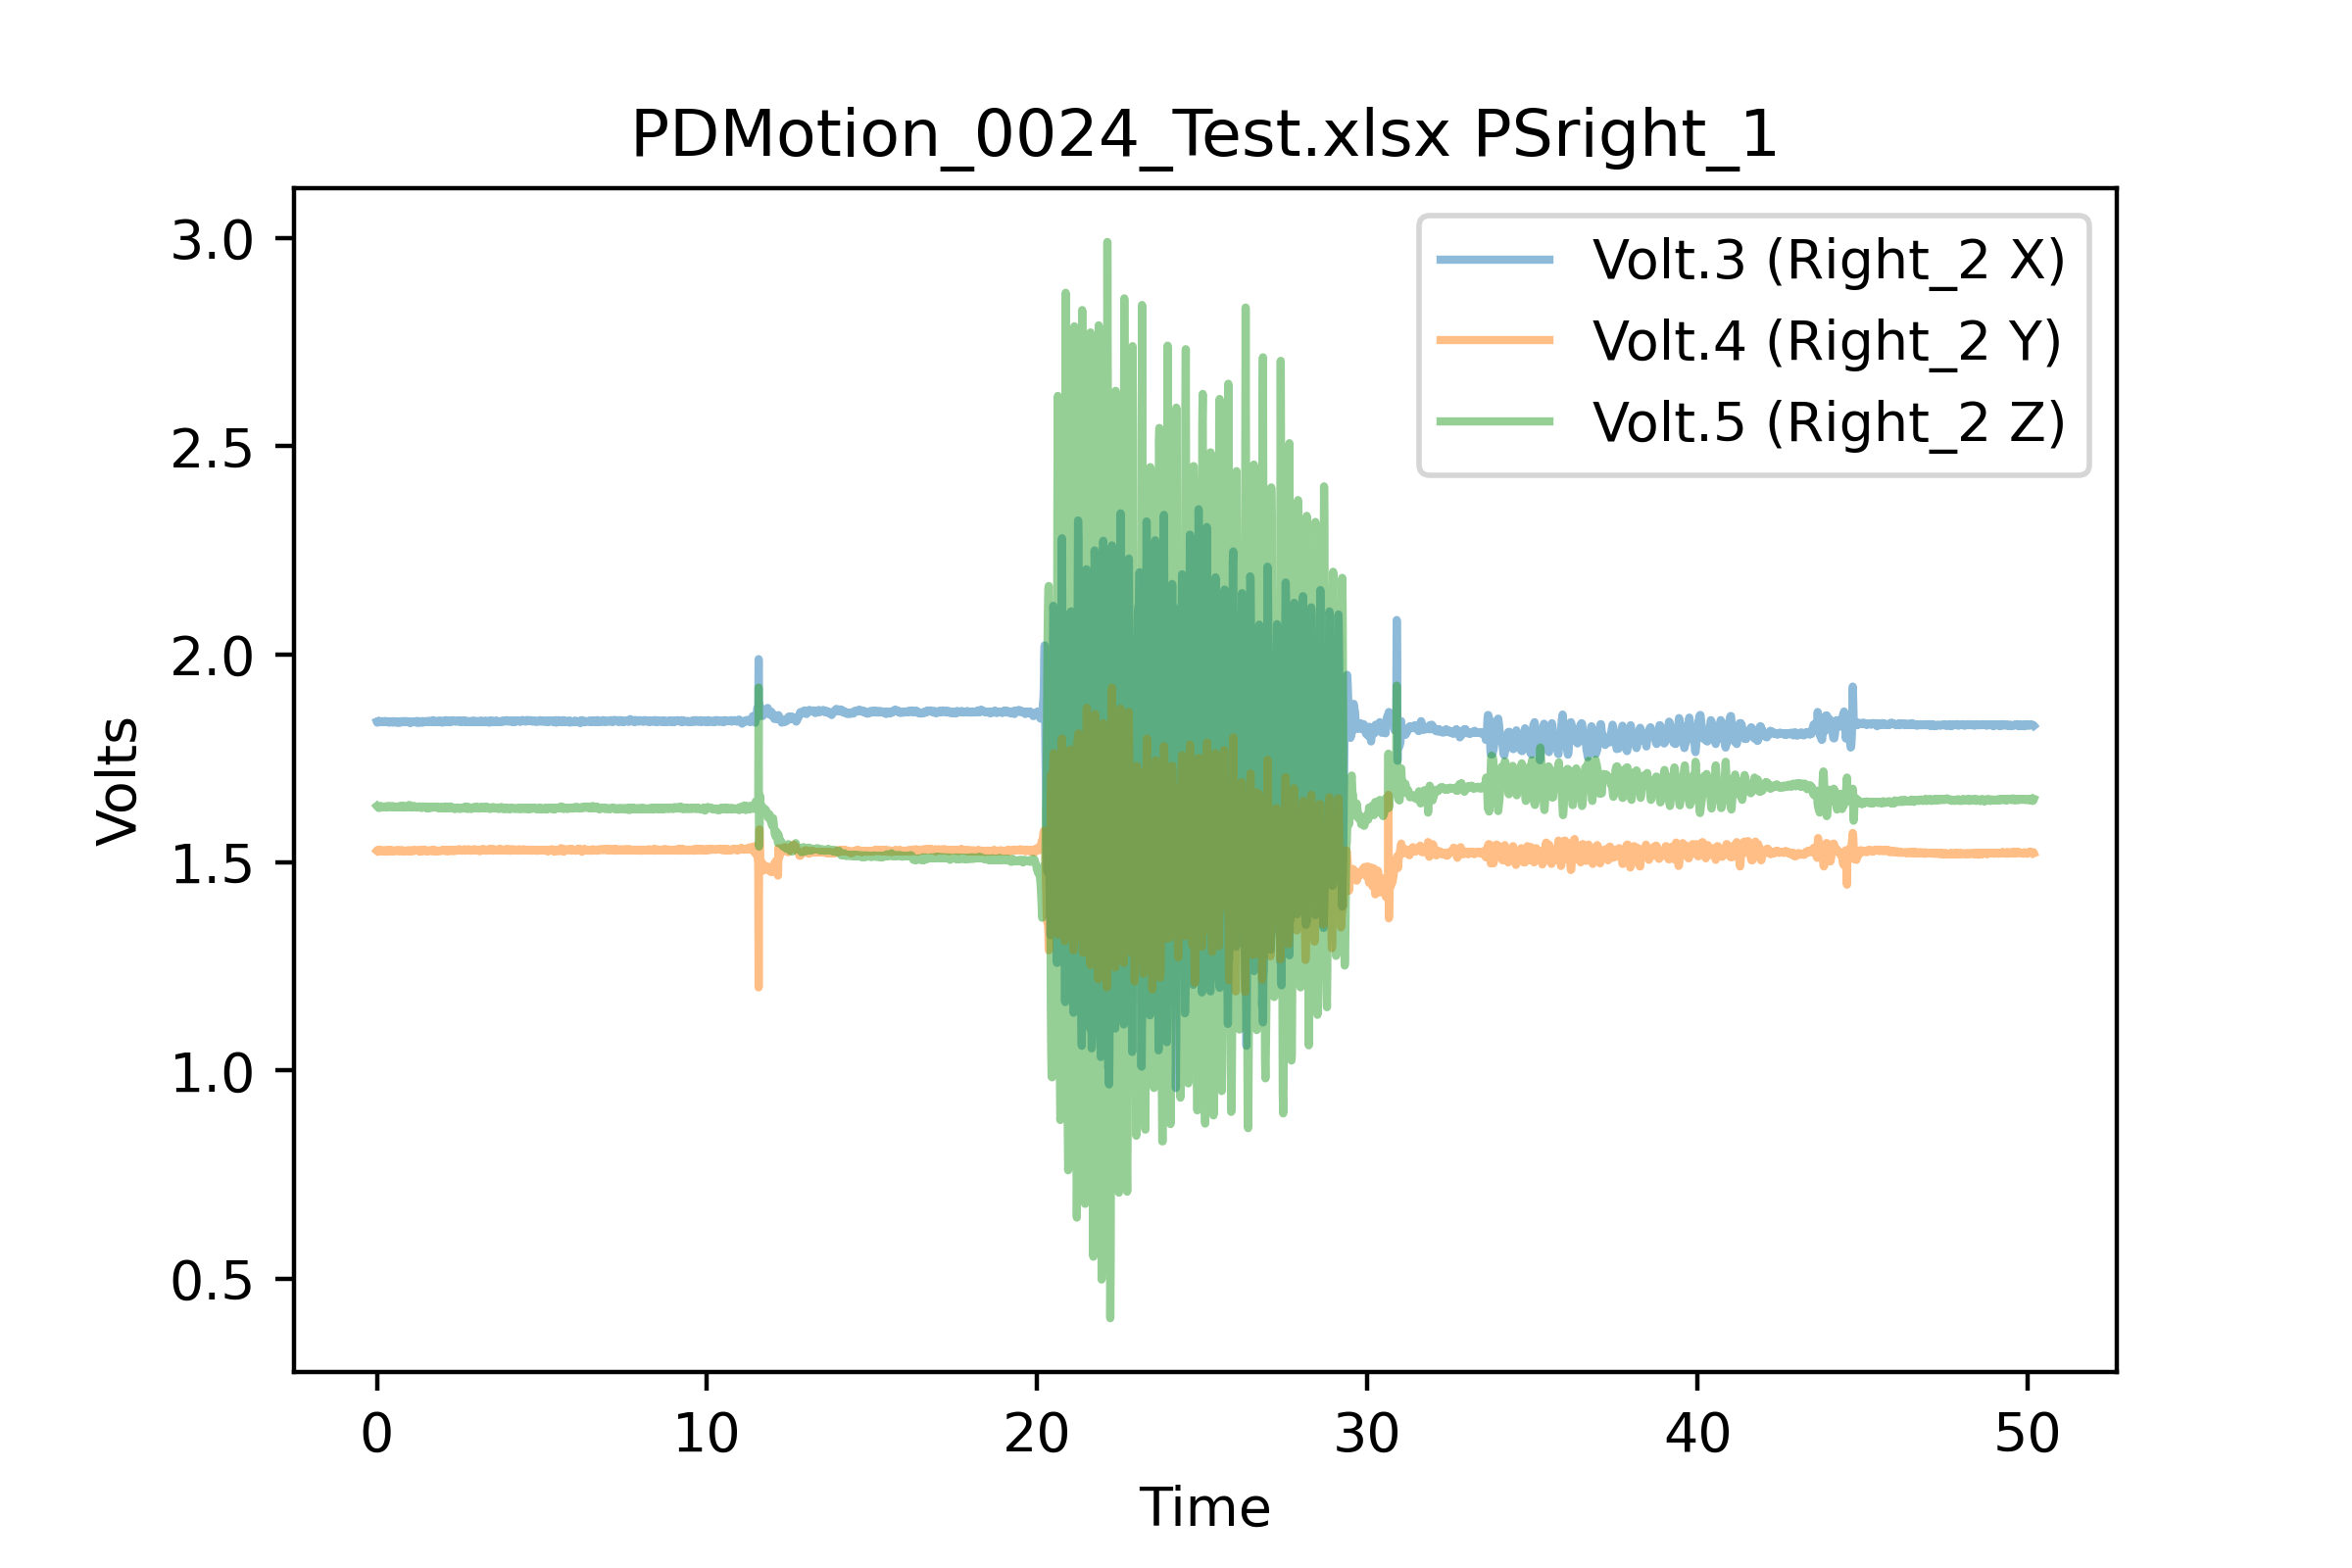 PDMotion_0024_Test.xlsx PSright_1
Volt.3 (Right_2 X)
Volt.4 (Right_2 Y)
Volt.5 (Right_2 Z)
3.0
2.5
2.0
1.5
1.0
0.5
Volts
0 10 20 30 40 50
Time